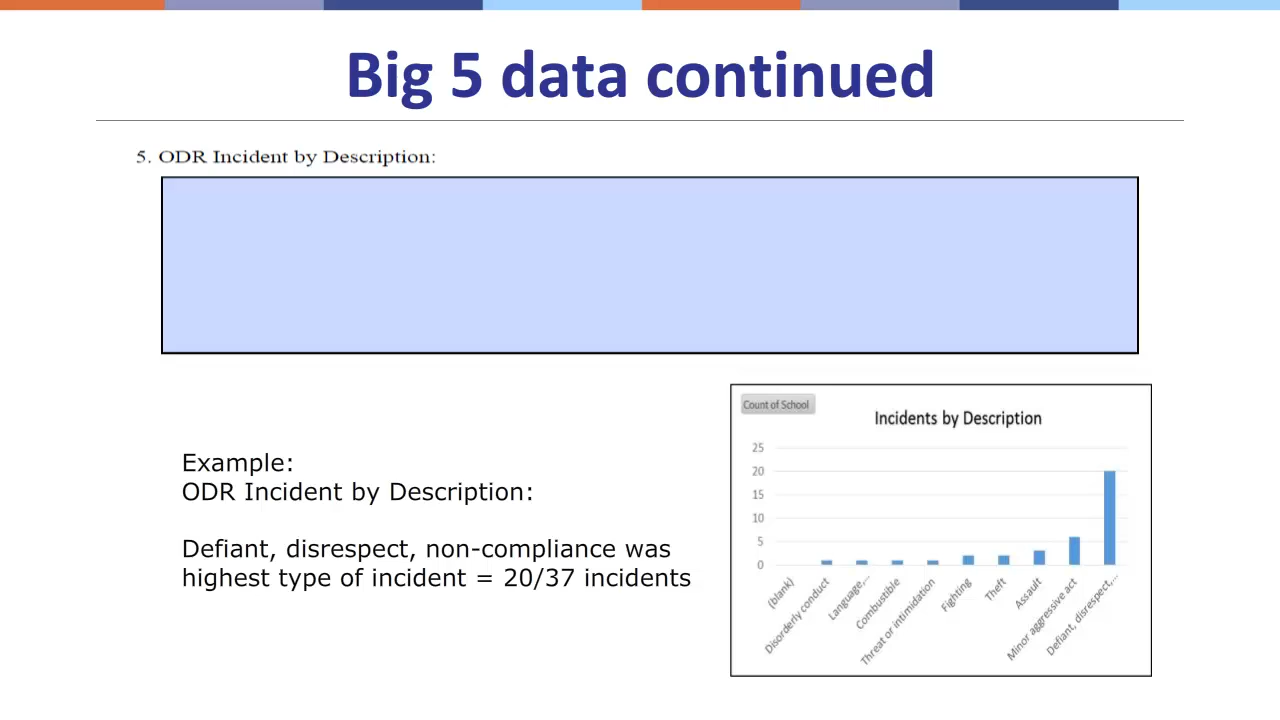 Big 5 data continued
5. ODR Incident by Description:
Example:
ODR Incident by Description:
Defiant, disrespect, non-compliance was
highest type of incident = 20/37 incidents
Count of School
Incidents by Description
25
20
15
10
5
0
(blank)
Disorderly conduct
Language,...
Combustible
Threat or intimidation
Fighting
Theft
Assault
Minor aggressive act
Defiant, disrespect,...